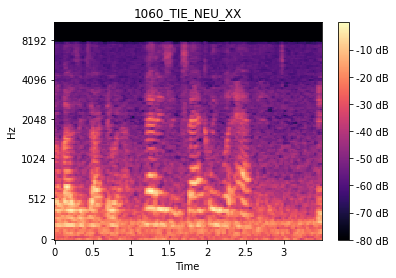 1060_TIE_NEU_XX
8192
4096
2048
1024
512
0
Hz
0
0.5
1
1.5
2
2.5
3
Time
-10 dB
-20 dB
-30 dB
-40 dB
-50 dB
-60 dB
-70 dB
-80 dB